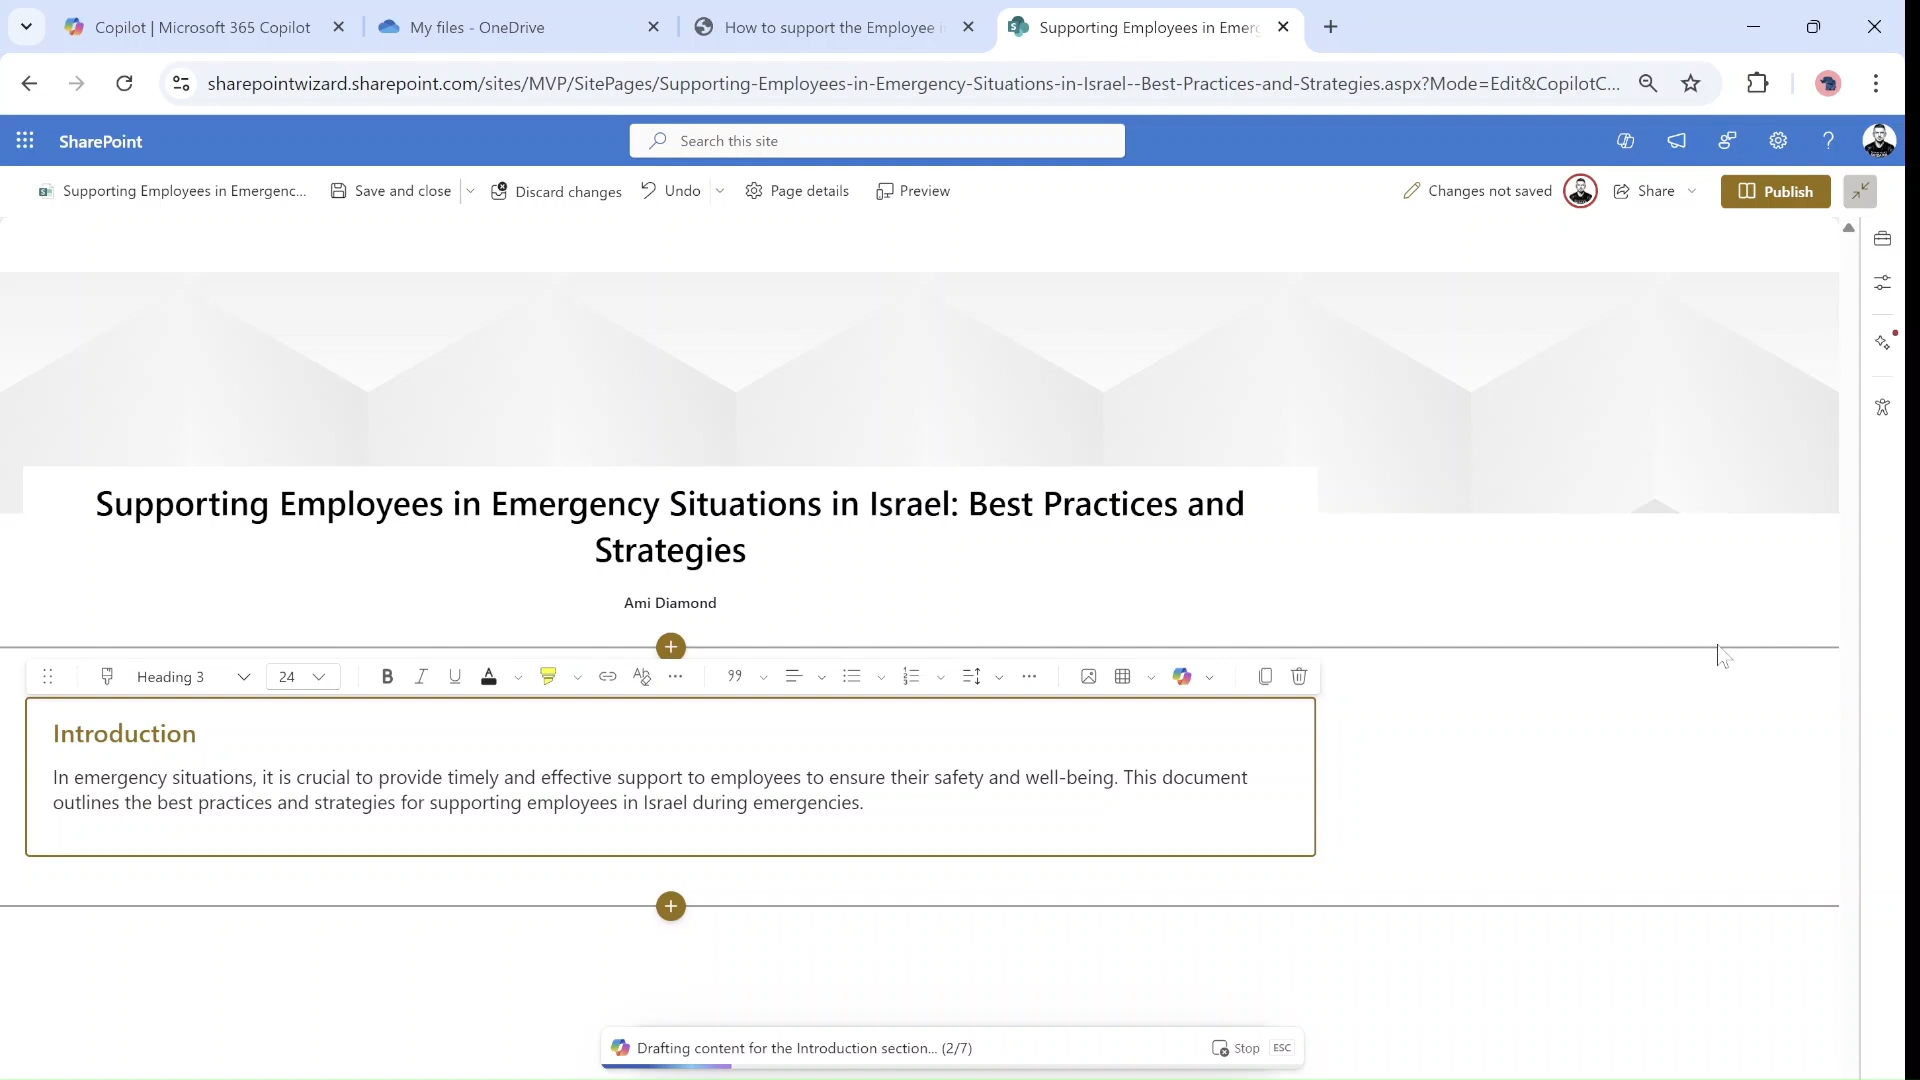 Copilot | Microsoft 365 Copilot
My files - OneDrive
How to support the Employee i
Supporting Employees in Emerg
sharepointwizard.sharepoint.com/sites/MVP/SitePages/Supporting-Employees-in-Emergency-Situations-in-Israel--Best-Practices-and-Strategies.aspx?Mode=Edit&CopilotC...
SharePoint
Search this site
Supporting Employees in Emergenc...
Save and close
Discard changes
Undo
Page details
Preview
Changes not saved
Share
Publish
Supporting Employees in Emergency Situations in Israel: Best Practices and
Strategies
Ami Diamond
Heading 3
24
Introduction
In emergency situations, it is crucial to provide timely and effective support to employees to ensure their safety and well-being. This document
outlines the best practices and strategies for supporting employees in Israel during emergencies.
Drafting content for the Introduction section... (2/7)
Stop
ESC